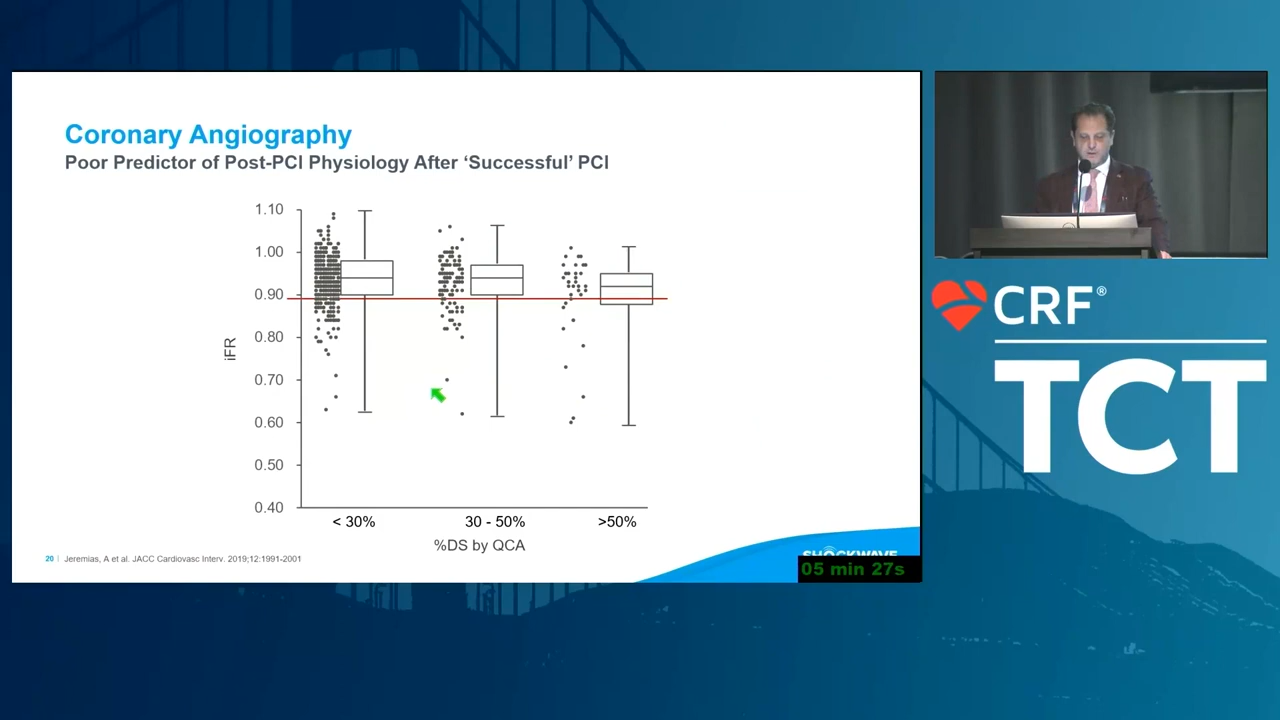 Coronary Angiography
Poor Predictor of Post-PCI Physiology After ‘Successful’ PCI
1.10
1.00
0.90
0.80
0.70
0.60
0.50
0.40
iFR
< 30%
30 - 50%
>50%
%DS by QCA
20 | Jeremias, A et al. JACC Cardiovasc Interv. 2019;12:1991-2001
SHOCKWAVE
05 min 27s
CRF®
TCT